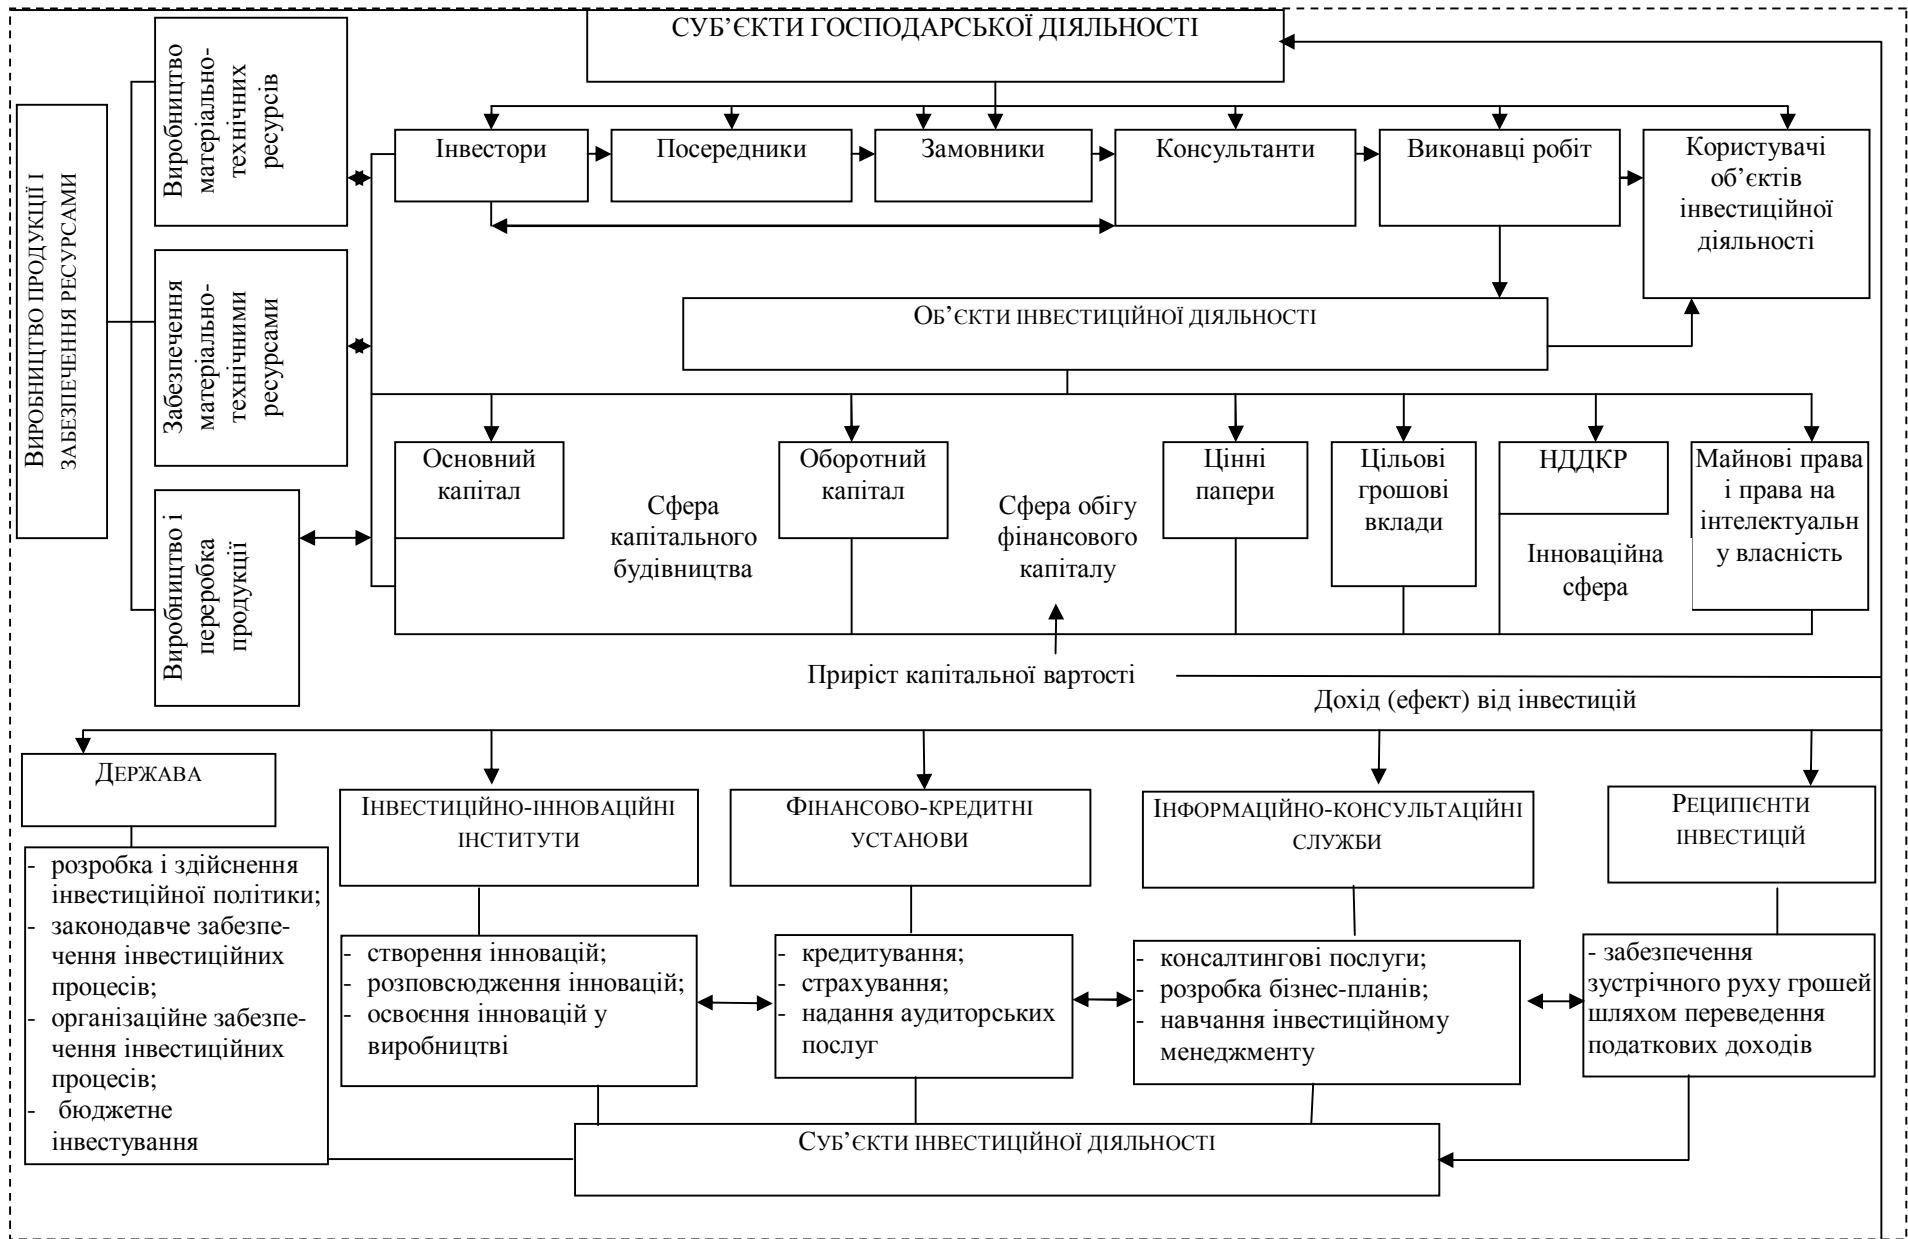 СУБ’ЄКТИ ГОСПОДАРСЬКОЇ ДІЯЛЬНОСТІ
ВИРОБНИЦТВО ПРОДУКЦІЇ І
ЗАБЕЗПЕЧЕННЯ РЕСУРСАМИ
Виробництво
матеріально-
технічних
ресурсів
Забезпечення
матеріально-
технічними
ресурсами
Виробництво і
переробка
продукції
Інвестори
Посередники
Замовники
Консультанти
Виконавці робіт
Користувачі
об’єктів
інвестиційної
діяльності
ОБ’ЄКТИ ІНВЕСТИЦІЙНОЇ ДІЯЛЬНОСТІ
Основний
капітал
Сфера
капітального
будівництва
Оборотний
капітал
Сфера обігу
фінансового
капіталу
Цінні
папери
Цільові
грошові
вклади
НДДКР
Інноваційна
сфера
Майнові права
і права на
інтелектуальн
у власність
Приріст капітальної вартості
Дохід (ефект) від інвестицій
ДЕРЖАВА
- розробка і здійснення
інвестиційної політики;
- законодавче забезпе-
чення інвестиційних
процесів;
- організаційне забезпе-
чення інвестиційних
процесів;
- бюджетне
інвестування
ІНВЕСТИЦІЙНО-ІННОВАЦІЙНІ
ІНСТИТУТИ
- створення інновацій;
- розповсюдження інновацій;
- освоєння інновацій у
виробництві
ФІНАНСОВО-КРЕДИТНІ
УСТАНОВИ
- кредитування;
- страхування;
- надання аудиторських
послуг
ІНФОРМАЦІЙНО-КОНСУЛЬТАЦІЙНІ
СЛУЖБИ
- консалтингові послуги;
- розробка бізнес-планів;
- навчання інвестиційному
менеджменту
РЕЦИПІЄНТИ
ІНВЕСТИЦІЙ
- забезпечення
зустрічного руху грошей
шляхом переведення
податкових доходів
СУБ’ЄКТИ ІНВЕСТИЦІЙНОЇ ДІЯЛЬНОСТІ